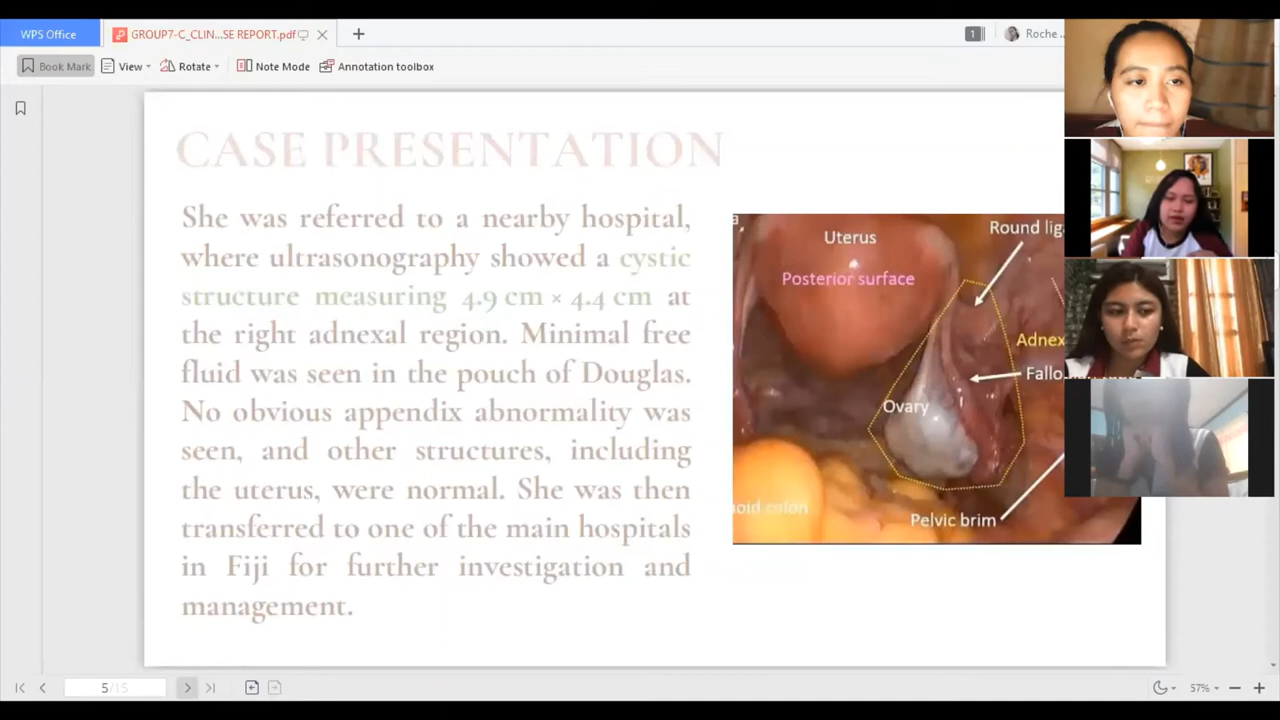 WPS Office
GROUP7-C_CLIN...SE REPORT.pdf
1
Roche ..
Book Mark
View
Rotate
Note Mode
Annotation toolbox
CASE PRESENTATION
She was referred to a nearby hospital,
where ultrasonography showed a cystic
structure measuring 4.9 cm × 4.4 cm at
the right adnexal region. Minimal free
fluid was seen in the pouch of Douglas.
No obvious appendix abnormality was
seen, and other structures, including
the uterus, were normal. She was then
transferred to one of the main hospitals
in Fiji for further investigation and
management.
a
Uterus
Round liga
Posterior surface
Adnex
Fallo
Ovary
oid colon
Pelvic brim
5/15
57%